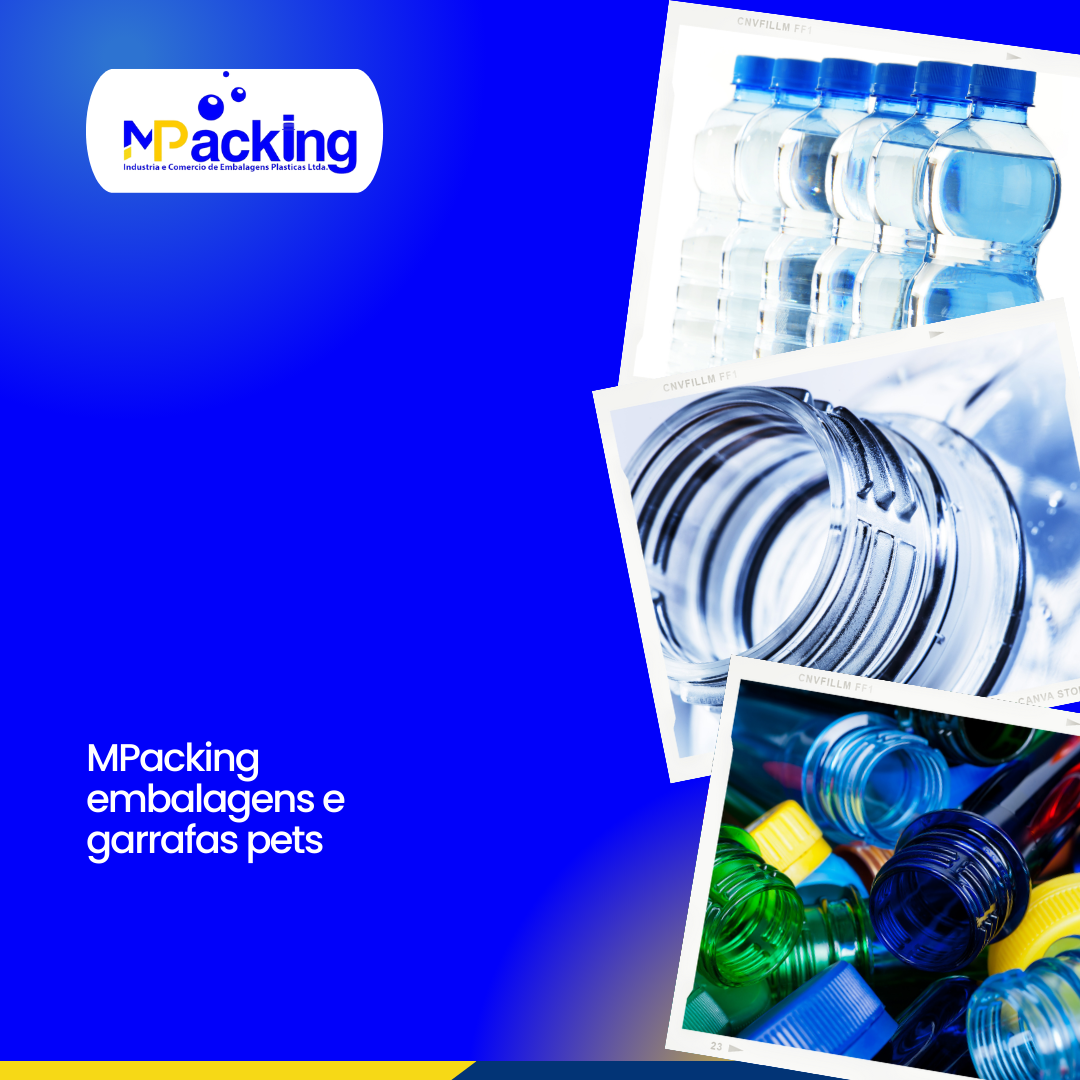 CNVFILLM FF1
MPacking
Industria e Comercio de Embalagens Plasticas Ltda.
CNVFILLM FF1
CNVFILLM FF1
CANVA STO
MPacking
embalagens e
garrafas pets
23